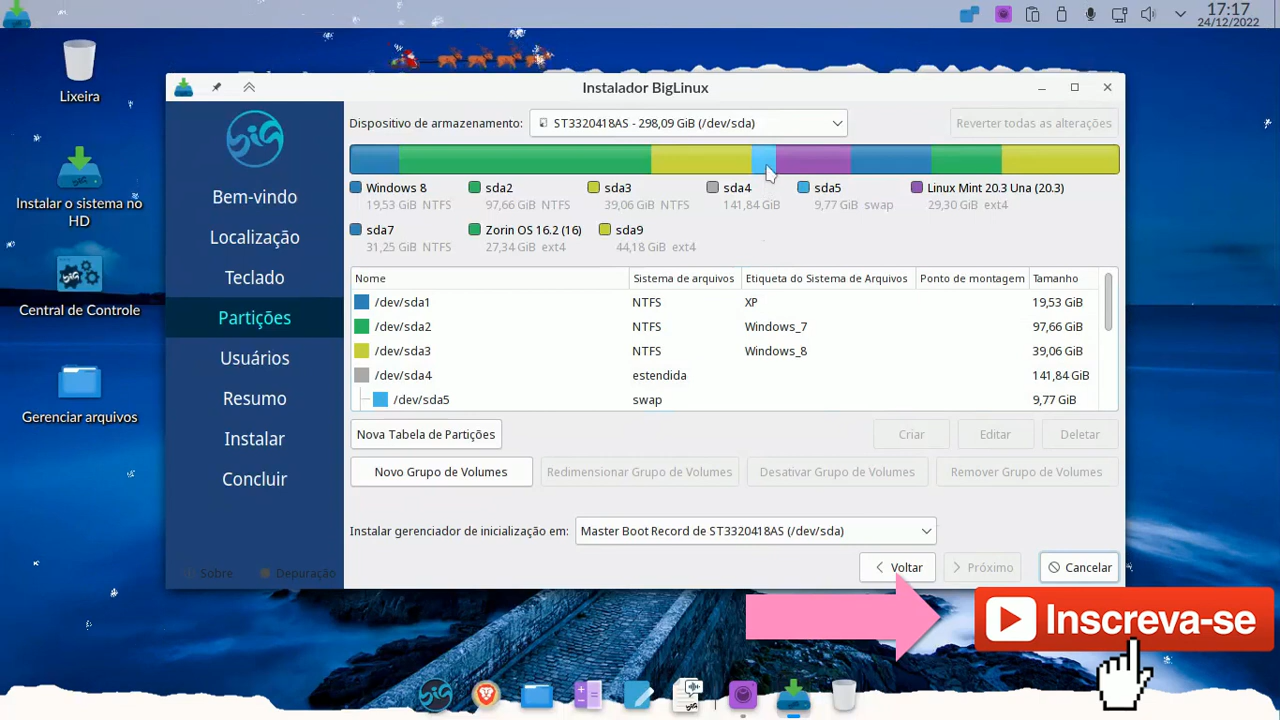 17:17
24/12/2022
Lixeira
Instalar o sistema no
HD
Central de Controle
Gerenciar arquivos
Instalador BigLinux
BIG
Bem-vindo
Localização
Teclado
Partições
Usuários
Resumo
Instalar
Concluir
Sobre
Depuração
Dispositivo de armazenamento:
ST3320418AS - 298,09 GiB (/dev/sda)
Reverter todas as alterações
Windows 8
19,53 GiB NTFS
sda2
97,66 GiB NTFS
sda3
39,06 GiB NTFS
sda4
141,84 GiB
sda5
9,77 GiB swap
Linux Mint 20.3 Una (20.3)
29,30 GiB ext4
sda7
31,25 GiB NTFS
Zorin OS 16.2 (16)
27,34 GiB ext4
sda9
44,18 GiB ext4
Nome Sistema de arquivos Etiqueta do Sistema de Arquivos Ponto de montagem Tamanho
/dev/sda1 NTFS XP 19,53 GiB
/dev/sda2 NTFS Windows_7 97,66 GiB
/dev/sda3 NTFS Windows_8 39,06 GiB
/dev/sda4 estendida 141,84 GiB
/dev/sda5 swap 9,77 GiB
Nova Tabela de Partições Criar Editar Deletar
Novo Grupo de Volumes Redimensionar Grupo de Volumes Desativar Grupo de Volumes Remover Grupo de Volumes
Instalar gerenciador de inicialização em: Master Boot Record de ST3320418AS (/dev/sda)
Voltar Próximo Cancelar
Inscreva-se